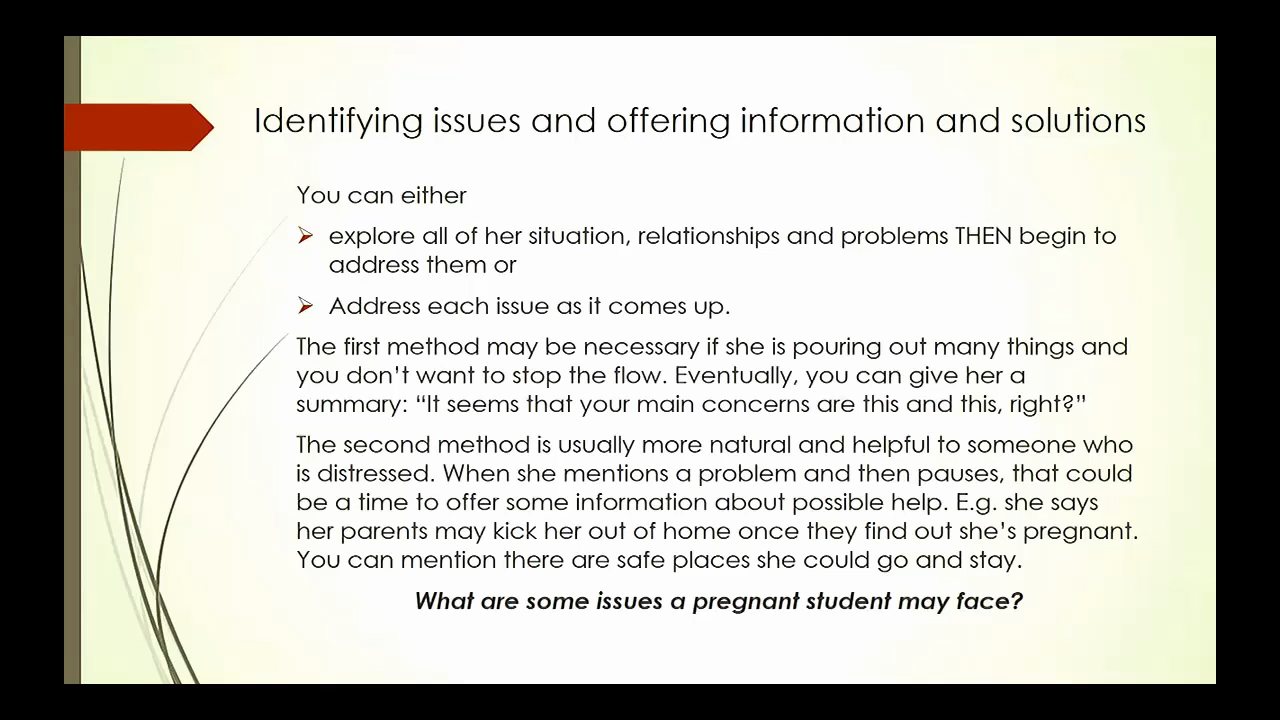 Identifying issues and offering information and solutions
You can either
explore all of her situation, relationships and problems THEN begin to
address them or
Address each issue as it comes up.
The first method may be necessary if she is pouring out many things and
you don’t want to stop the flow. Eventually, you can give her a
summary: “It seems that your main concerns are this and this, right?”
The second method is usually more natural and helpful to someone who
is distressed. When she mentions a problem and then pauses, that could
be a time to offer some information about possible help. E.g. she says
her parents may kick her out of home once they find out she’s pregnant.
You can mention there are safe places she could go and stay.
What are some issues a pregnant student may face?